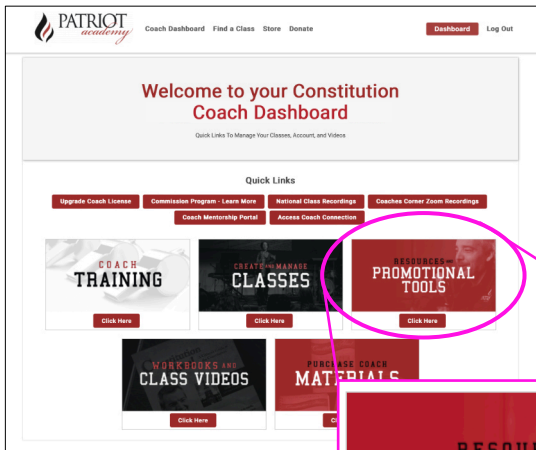 PATRIOT
academy
Coach Dashboard Find a Class Store Donate
Dashboard Log Out
Welcome to your Constitution
Coach Dashboard
Quick Links To Manage Your Classes, Account, and Videos
Quick Links
Upgrade Coach License Commission Program - Learn More National Class Recordings Coaches Corner Zoom Recordings
Coach Mentorship Portal Access Coach Connection
COACH
TRAINING
Click Here
CREATE AND MANAGE
CLASSES
Click Here
RESOURCES AND
PROMOTIONAL
TOOLS
Click Here
WORKBOOKS AND
CLASS VIDEOS
Click Here
PURCHASE COACH
MATERIALS